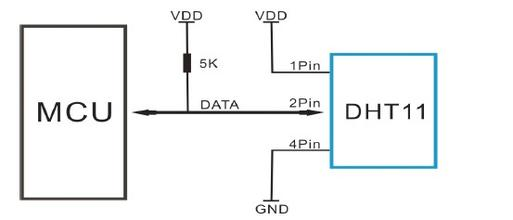 VDD
VDD
5K
1Pin
MCU
DATA
2Pin
DHT11
4Pin
GND